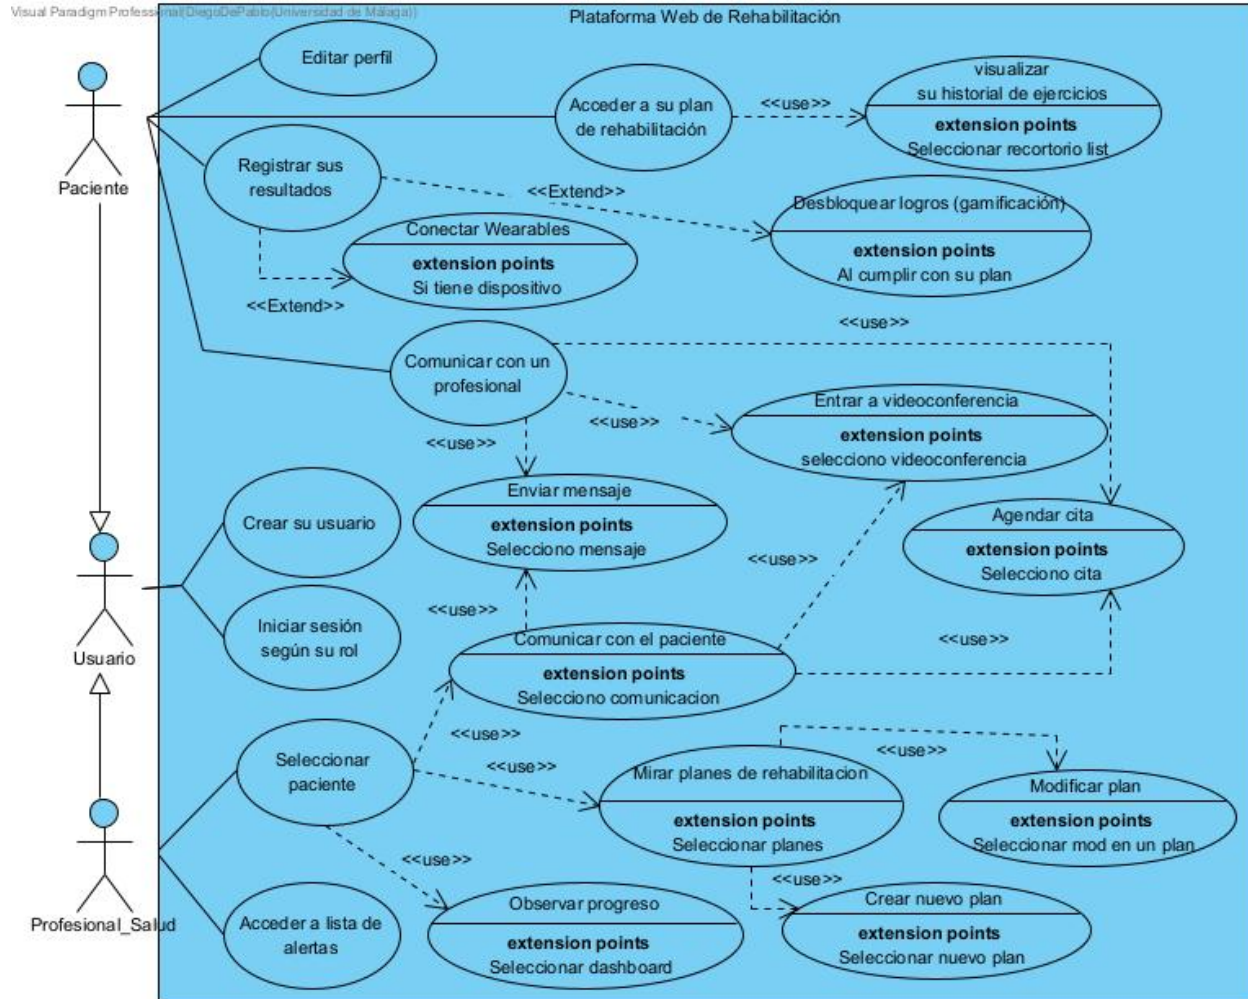 Visual Paradigm Professional(DiegoDePablo(Universidad de Málaga))
Plataforma Web de Rehabilitación
Editar perfil
visualizar
su historial de ejercicios
extension points
Seleccionar recortorio list
Acceder a su plan
de rehabilitación
<<use>>
Paciente
Registrar sus
resultados
<<Extend>>
Desbloquear logros (gamificación)
extension points
Al cumplir con su plan
Conectar Wearables
extension points
Si tiene dispositivo
<<Extend>>
<<use>>
Comunicar con un
profesional
Entrar a videoconferencia
extension points
selecciono videoconferencia
<<use>>
<<use>>
Enviar mensaje
extension points
Selecciono mensaje
Crear su usuario
Agendar cita
extension points
Selecciono cita
<<use>>
<<use>>
Iniciar sesión
según su rol
Usuario
Comunicar con el paciente
extension points
Selecciono comunicacion
<<use>>
<<use>>
<<use>>
Seleccionar
paciente
Mirar planes de rehabilitacion
extension points
Seleccionar planes
<<use>>
Modificar plan
extension points
Seleccionar mod en un plan
<<use>>
<<use>>
Profesional_Salud
Acceder a lista de
alertas
Observar progreso
extension points
Seleccionar dashboard
Crear nuevo plan
extension points
Seleccionar nuevo plan